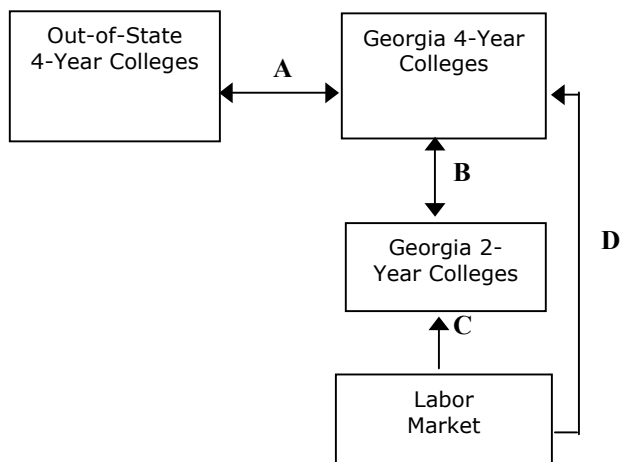 Out-of-State
4-Year Colleges
A
Georgia 4-Year
Colleges
B
D
Georgia 2-
Year Colleges
C
Labor
Market